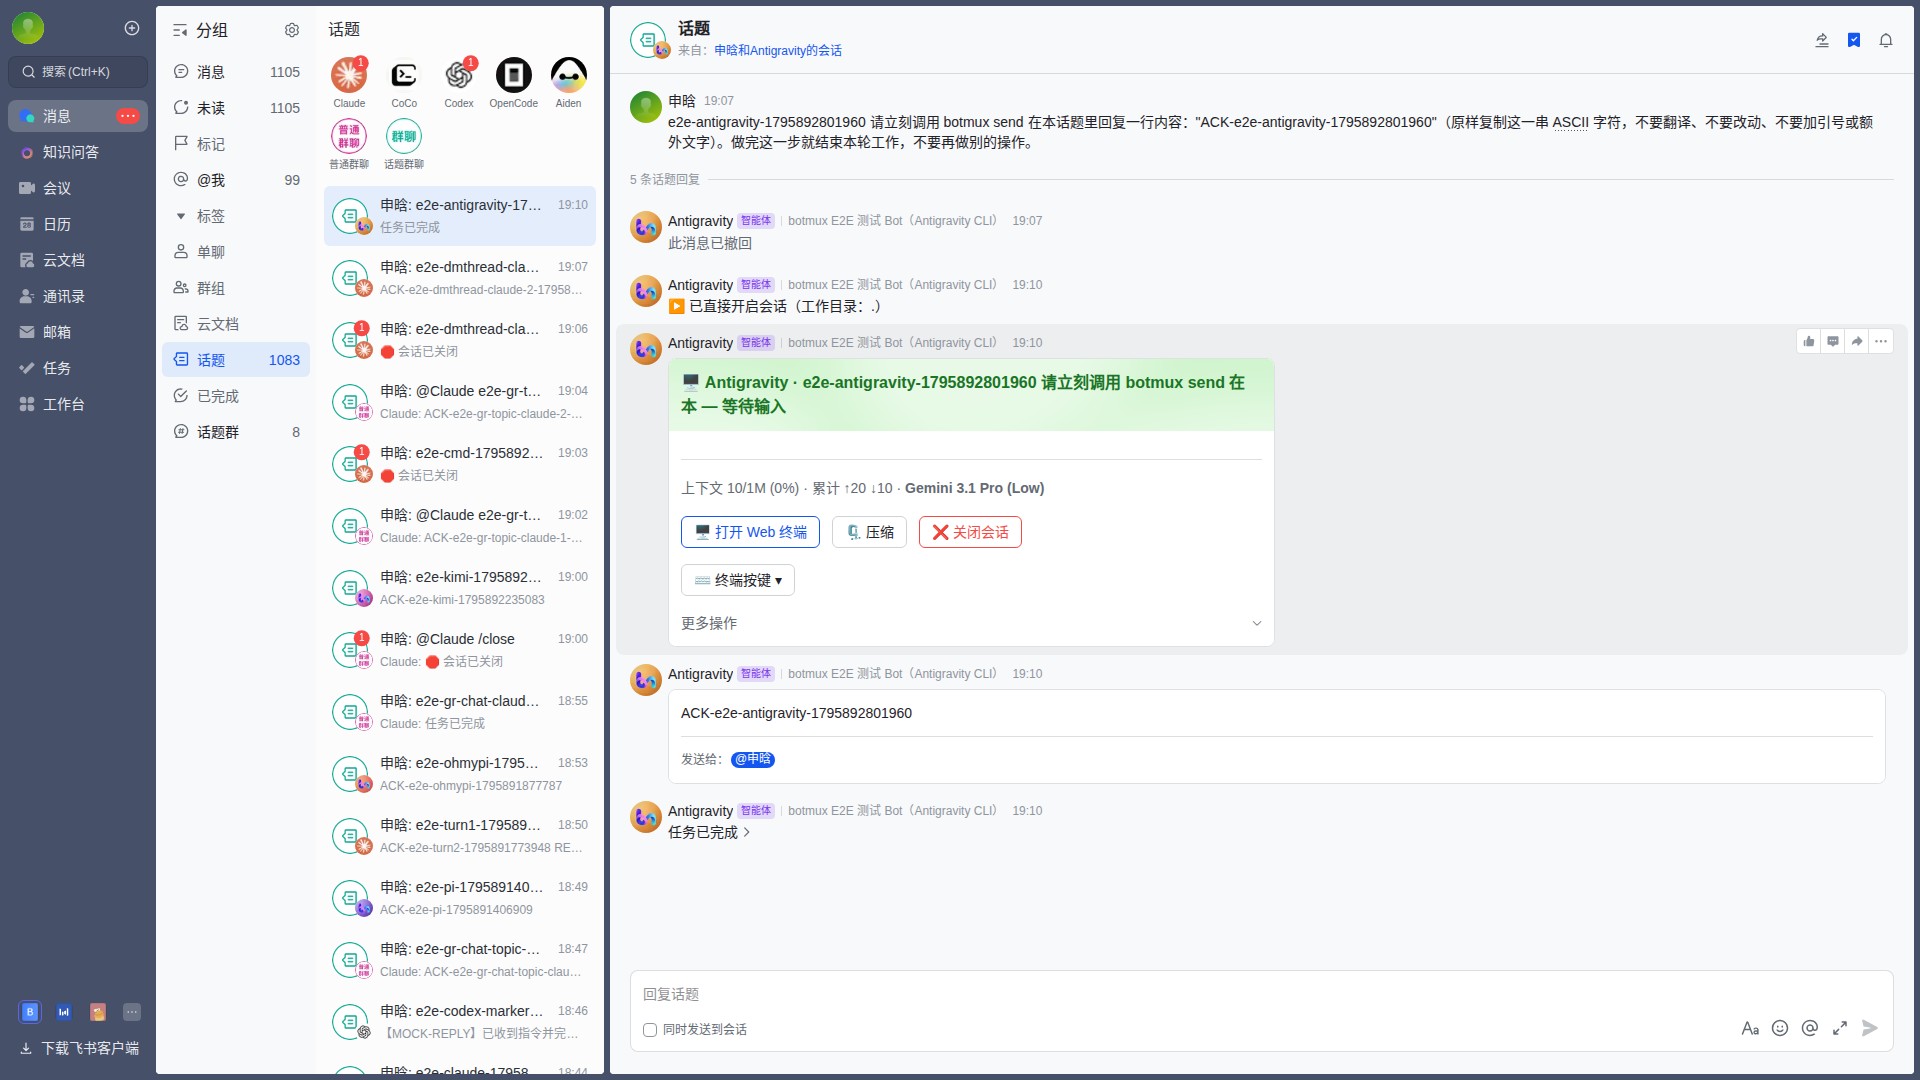 搜索 (Ctrl+K)
消息
知识问答
会议
日历
云文档
通讯录
邮箱
任务
工作台
下载飞书客户端
分组
消息 1105
未读 1105
标记
@我 99
标签
单聊
群组
云文档
话题 1083
已完成
话题群 8
话题
1
1
Claude CoCo Codex OpenCode Aiden
普通
群聊
群聊
普通群聊 话题群聊
申晗: e2e-antigravity-17… 19:10
任务已完成
申晗: e2e-dmthread-cla… 19:07
ACK-e2e-dmthread-claude-2-17958…
1
申晗: e2e-dmthread-cla… 19:06
会话已关闭
申晗: @Claude e2e-gr-t… 19:04
Claude: ACK-e2e-gr-topic-claude-2-…
1
申晗: e2e-cmd-1795892… 19:03
会话已关闭
申晗: @Claude e2e-gr-t… 19:02
Claude: ACK-e2e-gr-topic-claude-1-…
申晗: e2e-kimi-1795892… 19:00
ACK-e2e-kimi-1795892235083
1
申晗: @Claude /close 19:00
Claude: 会话已关闭
申晗: e2e-gr-chat-claud… 18:55
Claude: 任务已完成
申晗: e2e-ohmypi-1795… 18:53
ACK-e2e-ohmypi-1795891877787
申晗: e2e-turn1-179589… 18:50
ACK-e2e-turn2-1795891773948 RE…
申晗: e2e-pi-179589140… 18:49
ACK-e2e-pi-1795891406909
申晗: e2e-gr-chat-topic-… 18:47
Claude: ACK-e2e-gr-chat-topic-clau…
申晗: e2e-codex-marker… 18:46
【MOCK-REPLY】已收到指令并完…
申晗: e2e-claude-17958… 18:44
话题
来自：申晗和Antigravity的会话
申晗 19:07
e2e-antigravity-1795892801960 请立刻调用 botmux send 在本话题里回复一行内容："ACK-e2e-antigravity-1795892801960"（原样复制这一串 ASCII 字符，不要翻译、不要改动、不要加引号或额
外文字）。做完这一步就结束本轮工作，不要再做别的操作。
5 条话题回复
Antigravity 智能体 botmux E2E 测试 Bot（Antigravity CLI） 19:07
此消息已撤回
Antigravity 智能体 botmux E2E 测试 Bot（Antigravity CLI） 19:10
已直接开启会话（工作目录：.）
Antigravity 智能体 botmux E2E 测试 Bot（Antigravity CLI） 19:10
Antigravity · e2e-antigravity-1795892801960 请立刻调用 botmux send 在
本 — 等待输入
上下文 10/1M (0%) · 累计 ↑20 ↓10 · Gemini 3.1 Pro (Low)
打开 Web 终端 压缩 关闭会话
终端按键 ▾
更多操作
Antigravity 智能体 botmux E2E 测试 Bot（Antigravity CLI） 19:10
ACK-e2e-antigravity-1795892801960
发送给：@申晗
Antigravity 智能体 botmux E2E 测试 Bot（Antigravity CLI） 19:10
任务已完成
回复话题
同时发送到会话